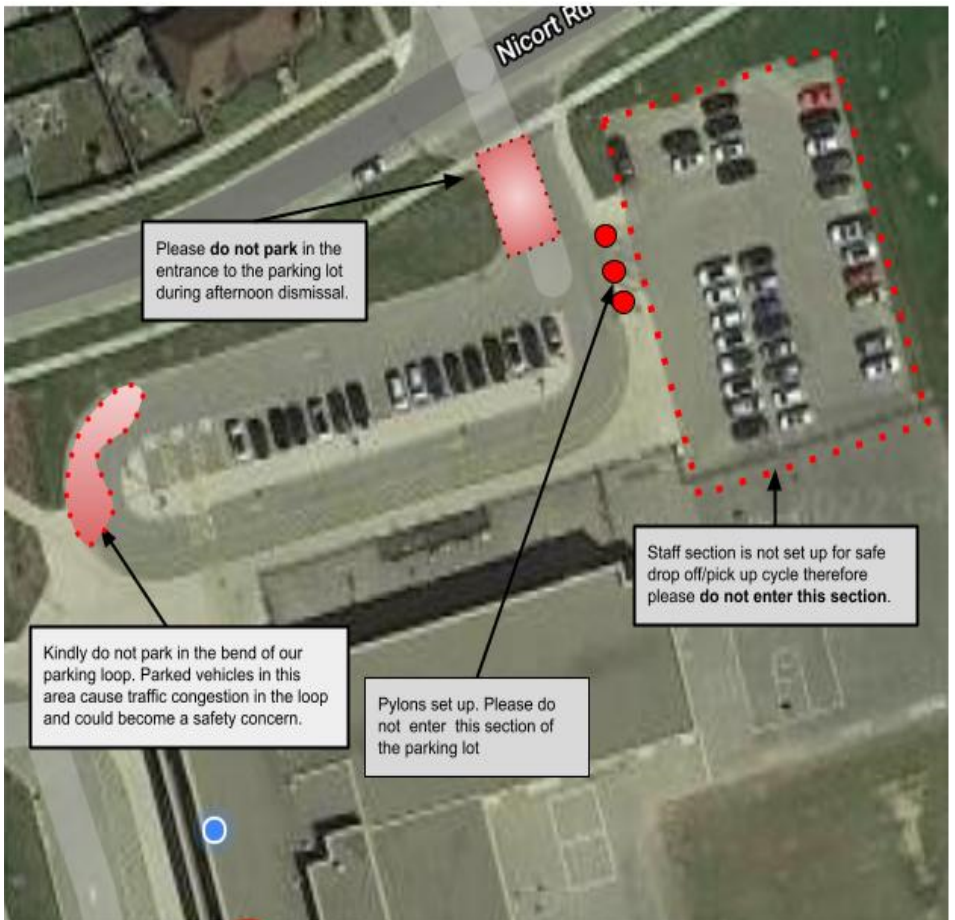 Nicort Rd
Please do not park in the
entrance to the parking lot
during afternoon dismissal.
Staff section is not set up for safe
drop off/pick up cycle therefore
please do not enter this section.
Kindly do not park in the bend of our
parking loop. Parked vehicles in this
area cause traffic congestion in the loop
and could become a safety concern.
Pylons set up. Please do
not enter this section of
the parking lot